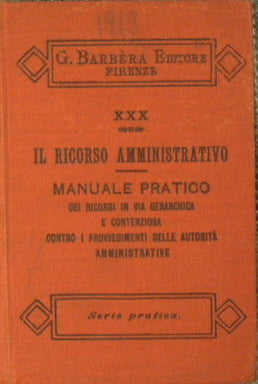 G. BARBÈRA EDITORE
FIRENZE
XXX
IL RICORSO AMMINISTRATIVO
MANUALE PRATICO
DEI RICORSI IN VIA GERARCHICA
E CONTENZIOSA
CONTRO I PROVVEDIMENTI DELLE AUTORITÀ
AMMINISTRATIVE
Serie pratica.